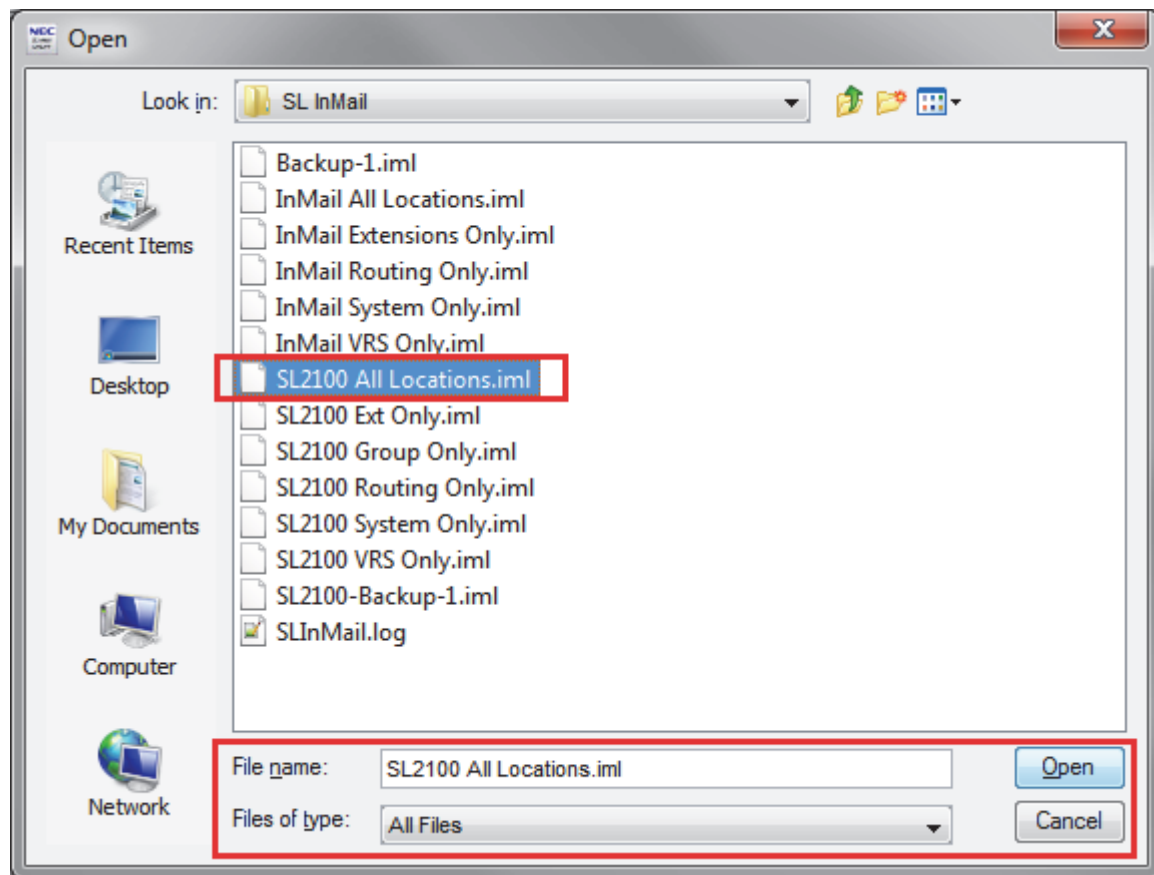 NEC
Open
X
Look in:
SL InMail
Recent Items
Desktop
My Documents
Computer
Network
Backup-1.iml
InMail All Locations.iml
InMail Extensions Only.iml
InMail Routing Only.iml
InMail System Only.iml
InMail VRS Only.iml
SL2100 All Locations.iml
SL2100 Ext Only.iml
SL2100 Group Only.iml
SL2100 Routing Only.iml
SL2100 System Only.iml
SL2100 VRS Only.iml
SL2100-Backup-1.iml
SLInMail.log
File name: SL2100 All Locations.iml Open
Files of type: All Files Cancel